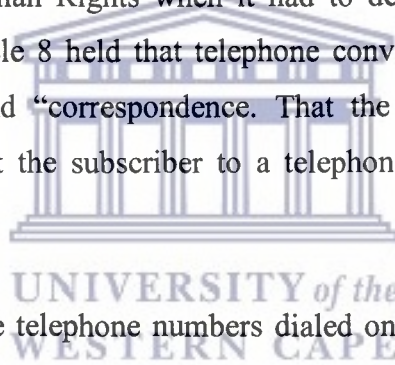 nan Rights when it had to de
le 8 held that telephone conv
d “correspondence. That the
t the subscriber to a telephon
UNIVERSITY of the
e telephone numbers dialed on
WESTERN CAPE